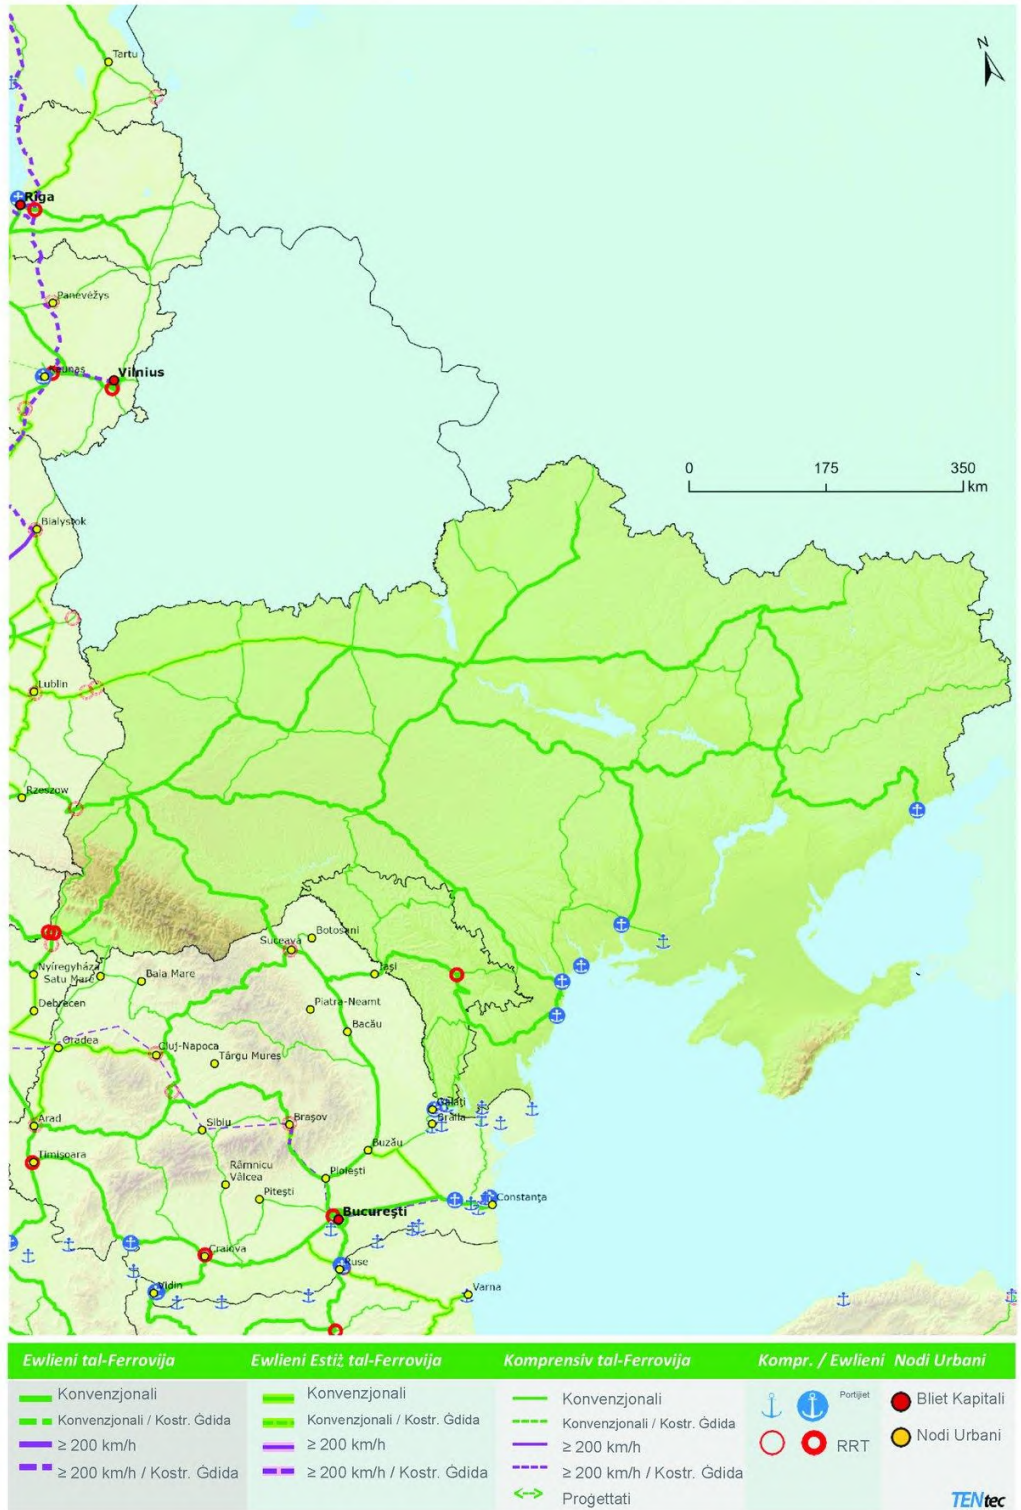 N
Tartu
Rīga
0 175 350
km
Panevėžys
Kaunas
Vilnius
Bialystok
Lublin
Rzeszow
Botoșani
Suceava
Nyíregyháza
Satu Mare
Baia Mare
Iași
Debrecen
Piatra-Neamt
Bacău
Oradea
Cluj-Napoca
Târgu Mureș
Galați
Brăila
Arad
Sibiu
Brașov
Timișoara
Buzău
Râmnicu
Vâlcea
Ploiești
Pitești
Constanța
București
Craiova
Ruse
Vidin
Varna
Ewlieni tal-Ferrovija
Konvenzjonali
Konvenzjonali / Kostr. Ġdida
≥ 200 km/h
≥ 200 km/h / Kostr. Ġdida
Ewlieni Estiż tal-Ferrovija
Konvenzjonali
Konvenzjonali / Kostr. Ġdida
≥ 200 km/h
≥ 200 km/h / Kostr. Ġdida
Komprensiv tal-Ferrovija
Konvenzjonali
Konvenzjonali / Kostr. Ġdida
≥ 200 km/h
≥ 200 km/h / Kostr. Ġdida
Proġettati
Kompr. / Ewlieni
Portijiet
RRT
Nodi Urbani
Bliet Kapitali
Nodi Urbani
TENtec